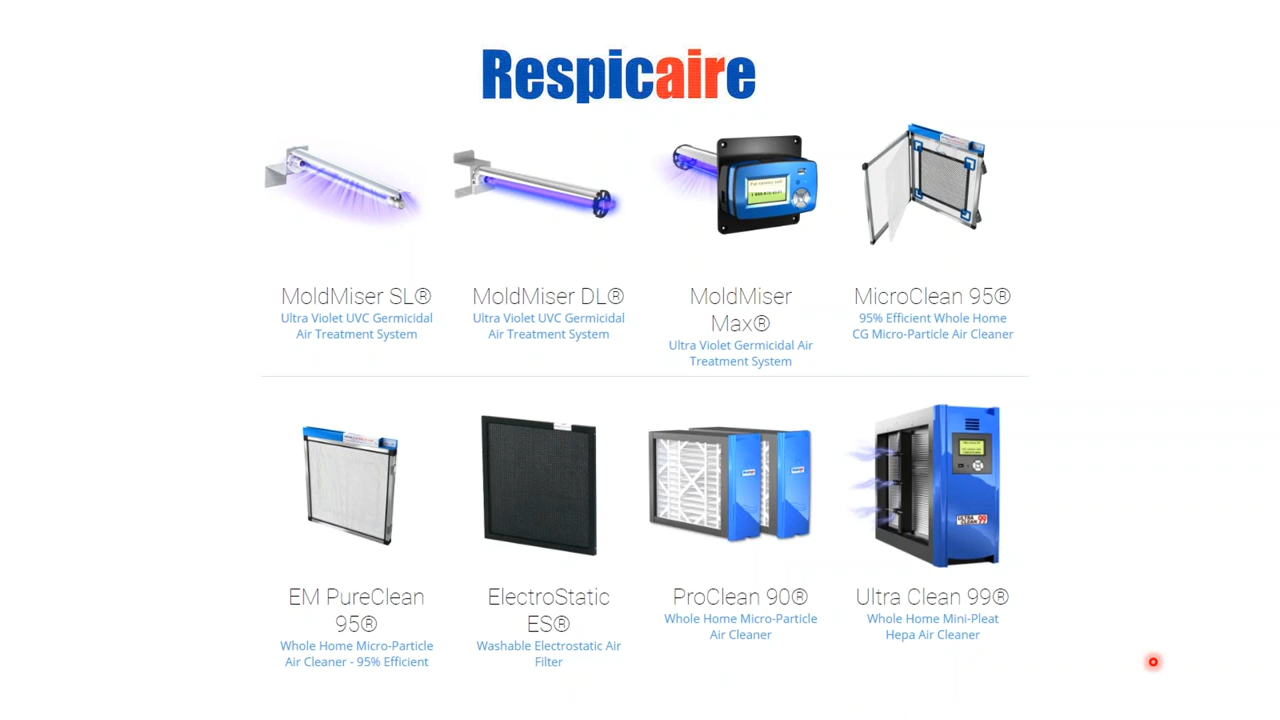 Respicaire
MoldMiser SL®
Ultra Violet UVC Germicidal
Air Treatment System
MoldMiser DL®
Ultra Violet UVC Germicidal
Air Treatment System
MoldMiser
Max®
Ultra Violet Germicidal Air
Treatment System
MicroClean 95®
95% Efficient Whole Home
CG Micro-Particle Air Cleaner
EM PureClean
95®
Whole Home Micro-Particle
Air Cleaner - 95% Efficient
ElectroStatic
ES®
Washable Electrostatic Air
Filter
ProClean 90®
Whole Home Micro-Particle
Air Cleaner
ULTRA
CLEAN 99
Ultra Clean 99®
Whole Home Mini-Pleat
Hepa Air Cleaner